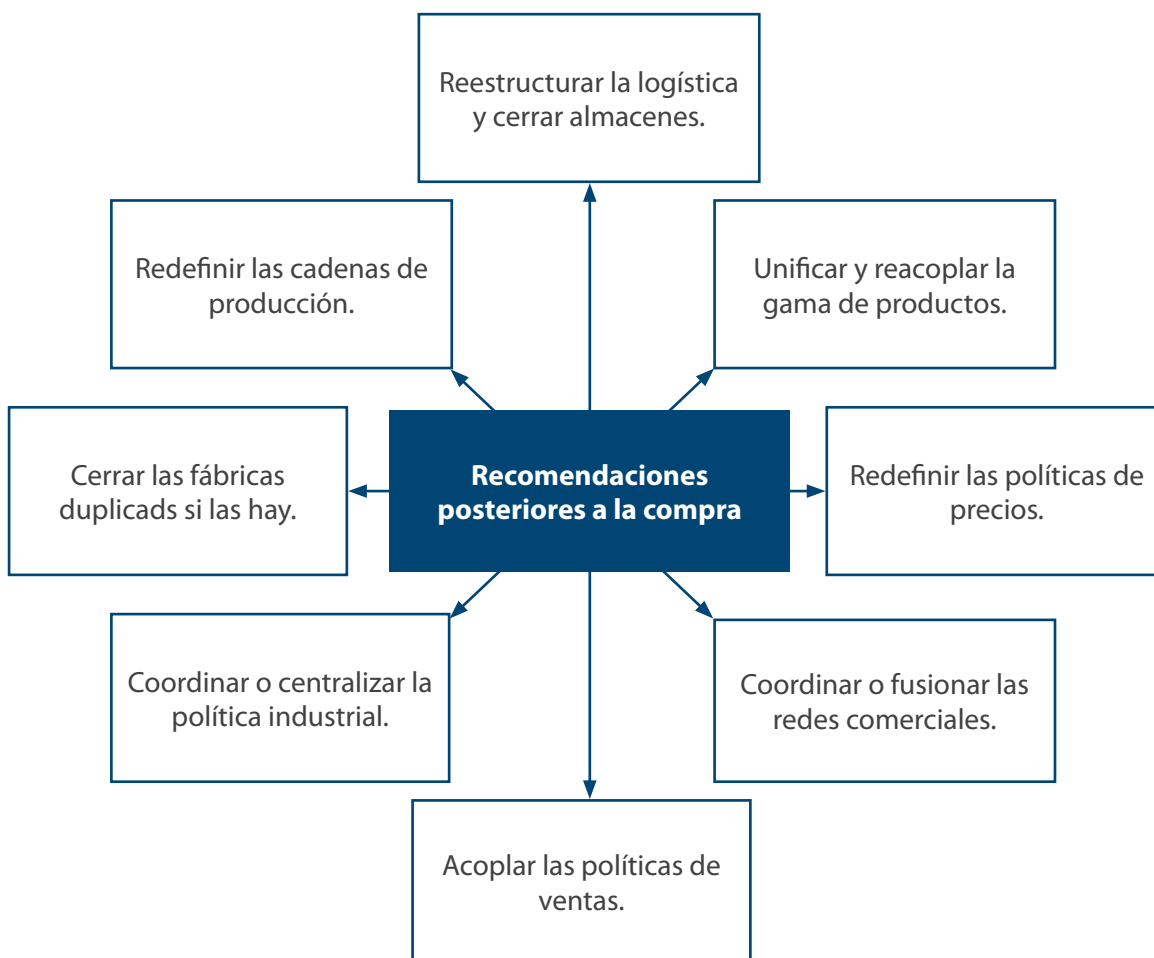 Reestructurar la logística
y cerrar almacenes.
Redefinir las cadenas de
producción.
Unificar y reacoplar la
gama de productos.
Cerrar las fábricas
duplicads si las hay.
Recomendaciones
posteriores a la compra
Redefinir las políticas de
precios.
Coordinar o centralizar la
política industrial.
Coordinar o fusionar las
redes comerciales.
Acoplar las políticas de
ventas.